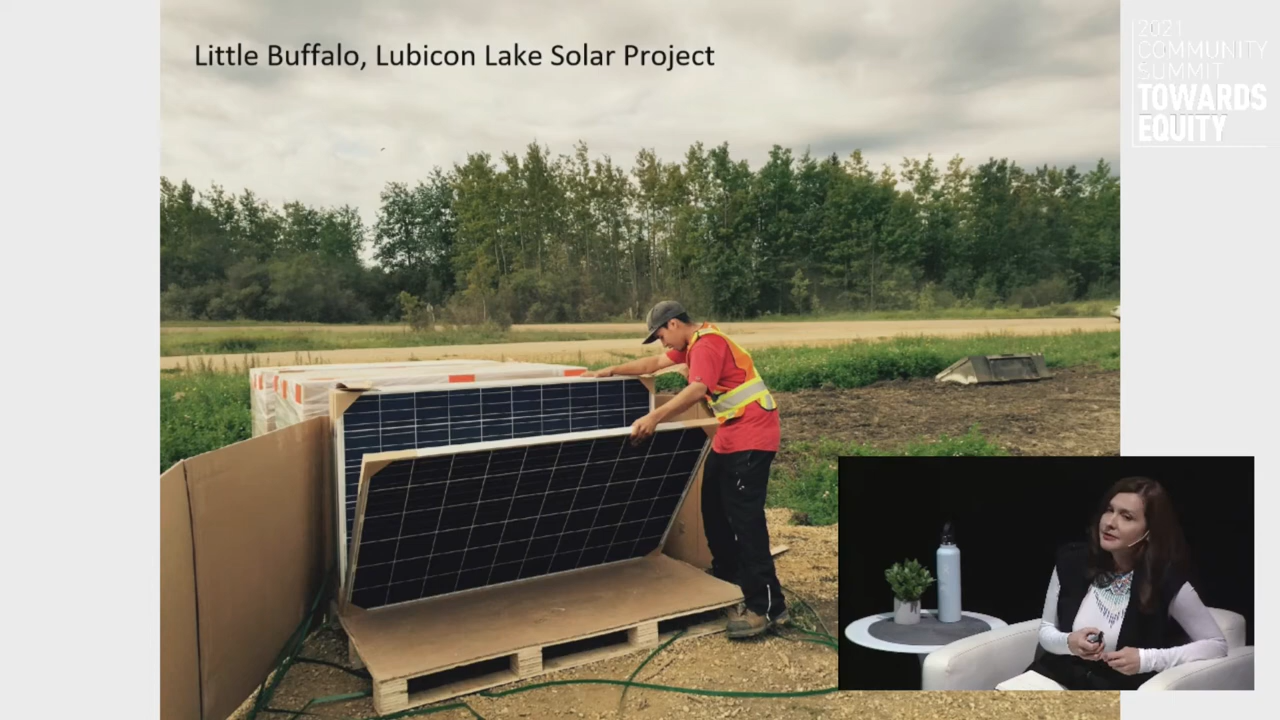 Little Buffalo, Lubicon Lake Solar Project
2021
COMMUNITY
SUMMIT
TOWARDS
EQUITY